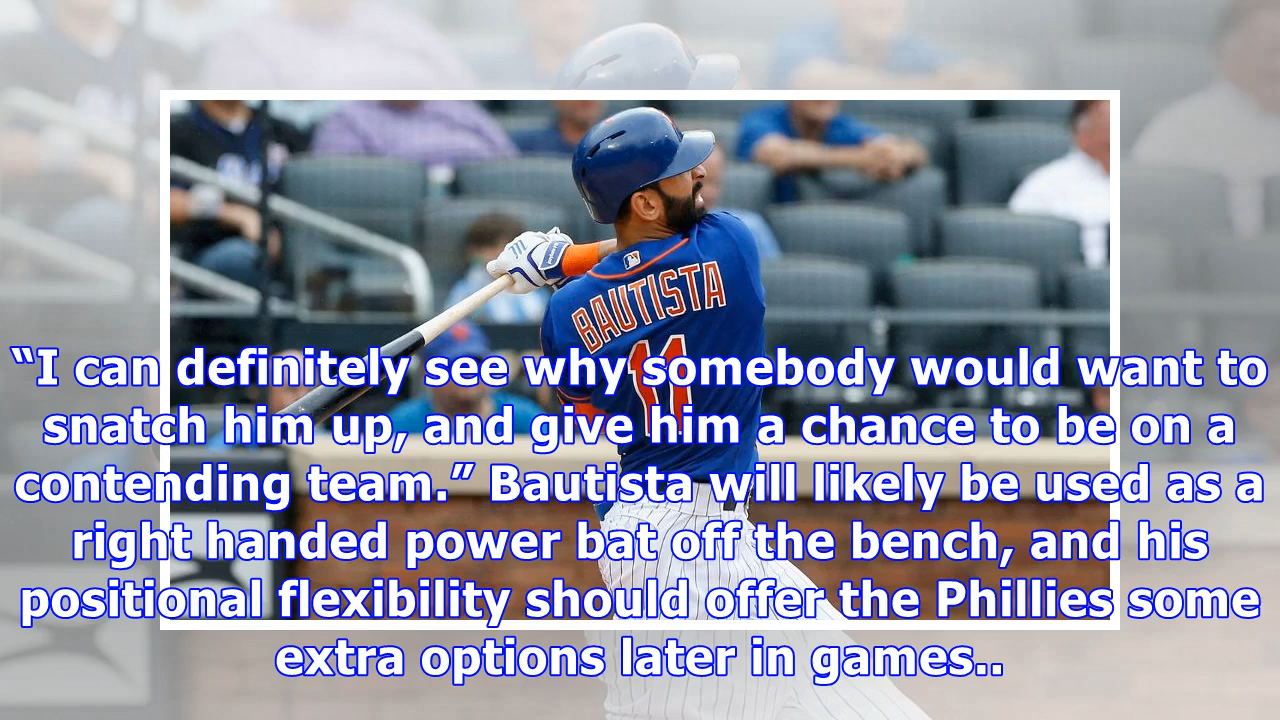 BAUTISTA
11
“I can definitely see why somebody would want to
snatch him up, and give him a chance to be on a
contending team.” Bautista will likely be used as a
right handed power bat off the bench, and his
positional flexibility should offer the Phillies some
extra options later in games..